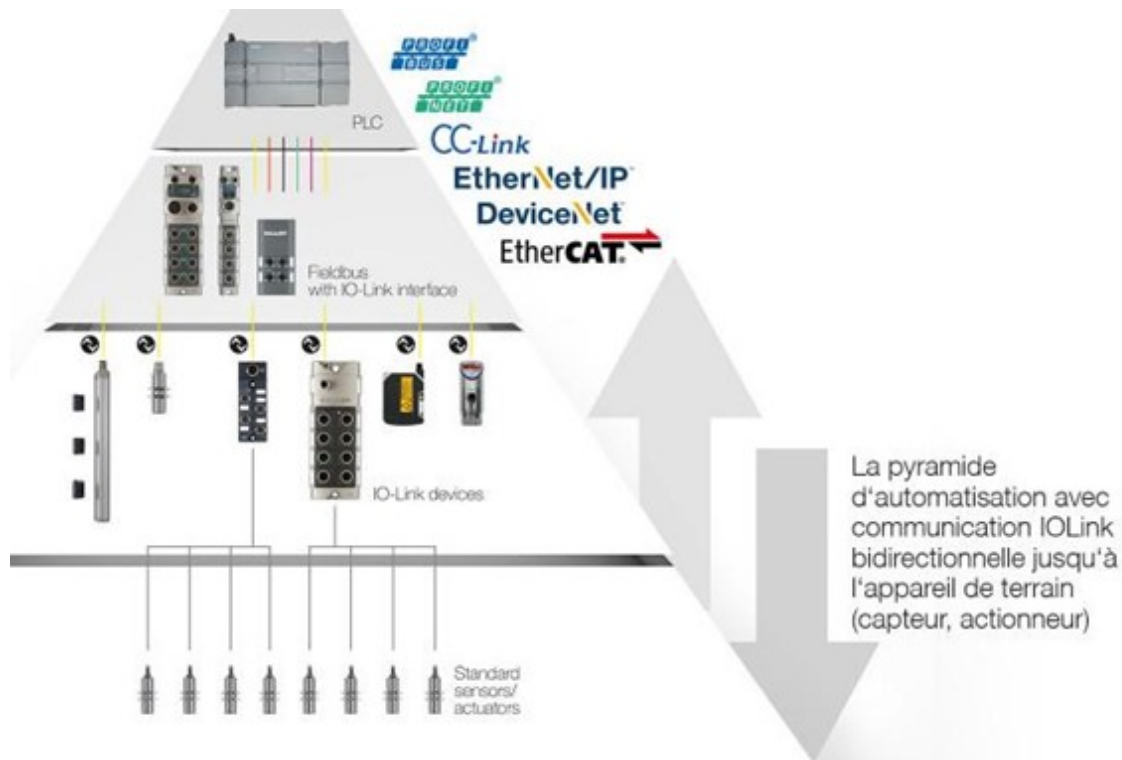 PROFI
BUS
PROFI
NET
PLC
CC-Link
EtherNet/IP
DeviceNet
EtherCAT
Fieldbus
with IO-Link interface
IO-Link devices
La pyramide
d'automatisation avec
communication IOLink
bidirectionnelle jusqu'à
l'appareil de terrain
(capteur, actionneur)
Standard
sensors/
actuators